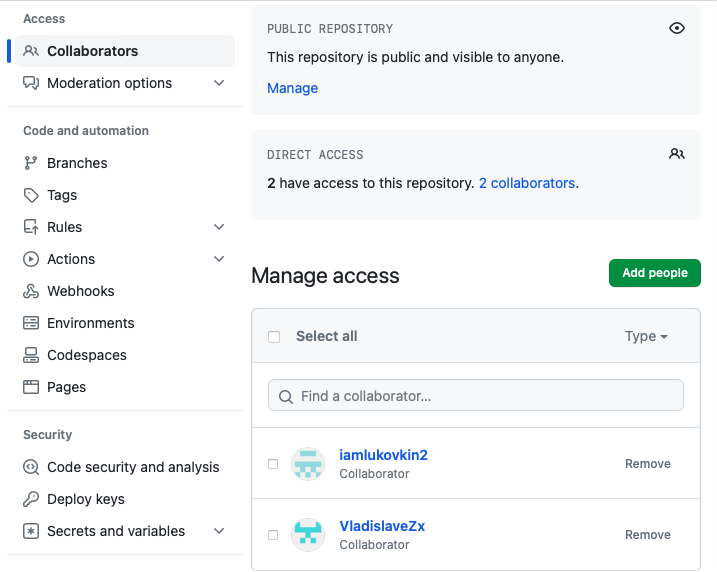 Access
Collaborators
Moderation options
Code and automation
Branches
Tags
Rules
Actions
Webhooks
Environments
Codespaces
Pages
Security
Code security and analysis
Deploy keys
Secrets and variables
PUBLIC REPOSITORY
This repository is public and visible to anyone.
Manage
DIRECT ACCESS
2 have access to this repository. 2 collaborators.
Manage access
Add people
Select all
Type
Find a collaborator...
iamlukovkin2
Collaborator
Remove
VladislaveZx
Collaborator
Remove